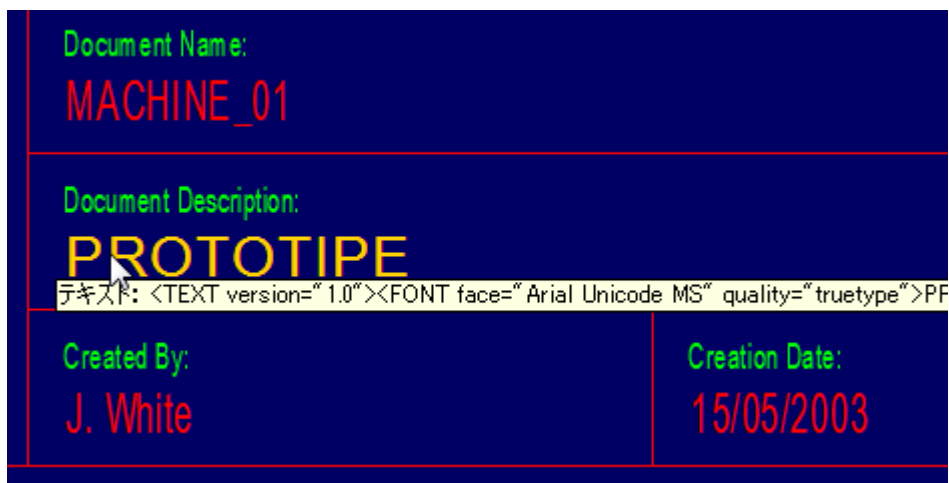 Document Name:
MACHINE_01
Document Description:
PROTOTIPE
テキスト: <TEXT version="1.0"><FONT face="Arial Unicode MS" quality="truetype">PF
Created By:
Creation Date:
J. White
15/05/2003